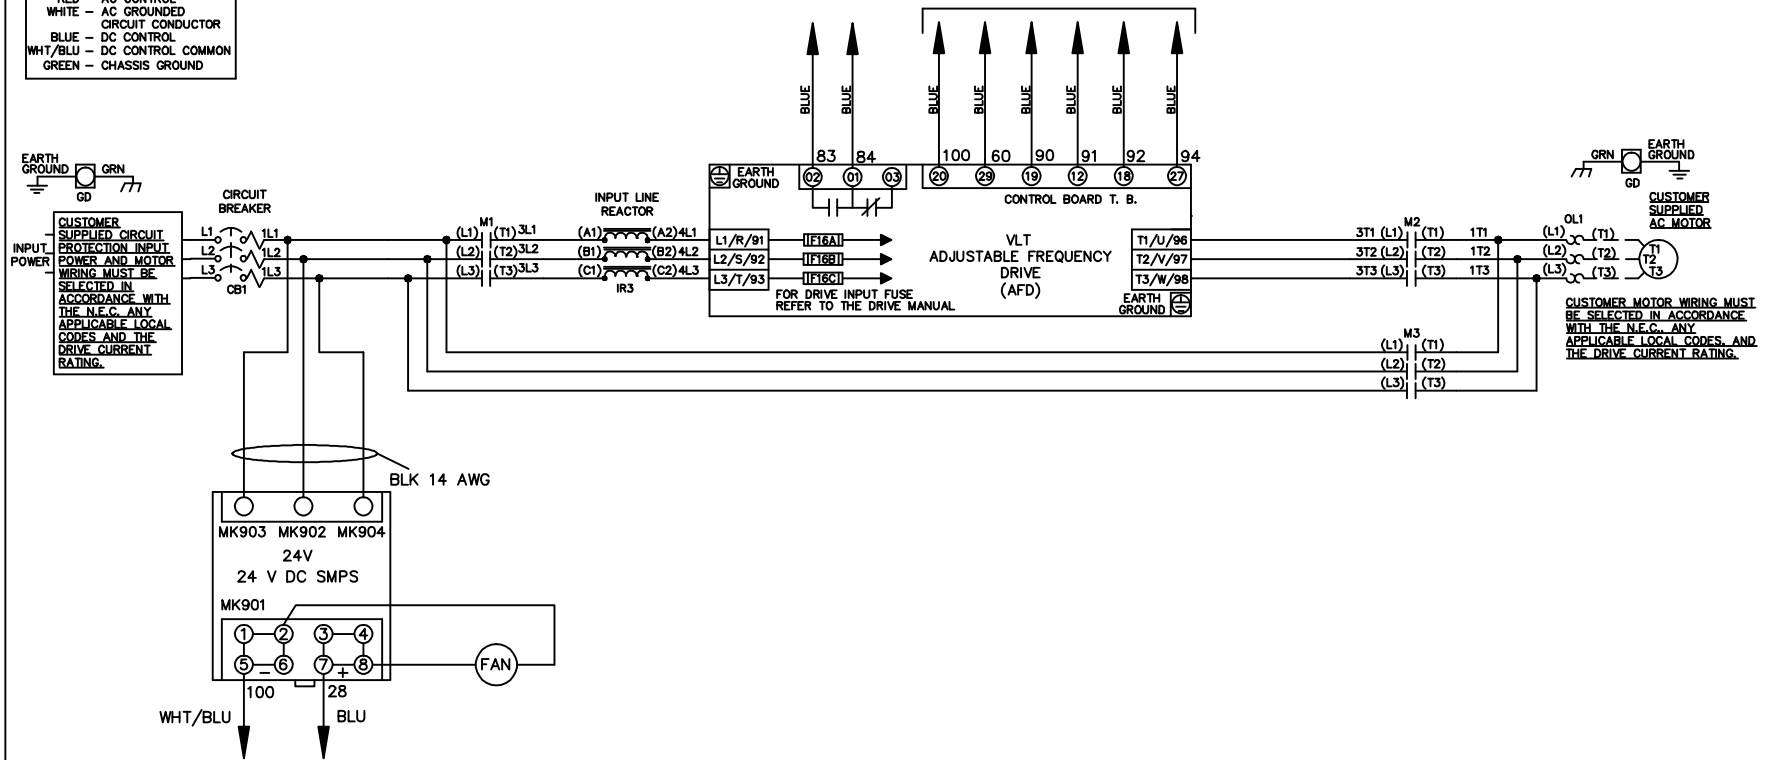 WHITE – AC GROUNDED
CIRCUIT CONDUCTOR
BLUE – DC CONTROL
WHT/BLU – DC CONTROL COMMON
GREEN – CHASSIS GROUND
BLUE
BLUE
BLUE
BLUE
BLUE
BLUE
BLUE
BLUE
83
84
100
60
90
91
92
94
02
01
03
20
29
19
12
18
27
EARTH
GROUND
CONTROL BOARD T. B.
EARTH
GROUND
GRN
GD
CIRCUIT
BREAKER
INPUT LINE
REACTOR
GRN
EARTH
GROUND
GD
CUSTOMER
SUPPLIED
AC MOTOR
INPUT
POWER
CUSTOMER
SUPPLIED CIRCUIT
PROTECTION INPUT
POWER AND MOTOR
WIRING MUST BE
SELECTED IN
ACCORDANCE WITH
THE N.E.C. ANY
APPLICABLE LOCAL
CODES AND THE
DRIVE CURRENT
RATING.
L1
1L1
L2
1L2
L3
1L3
CB1
M1
(L1) (T1) 3L1
(L2) (T2) 3L2
(L3) (T3) 3L3
(A1) (A2) 4L1
(B1) (B2) 4L2
(C1) (C2) 4L3
IR3
L1/R/91
L2/S/92
L3/T/93
F16A
F16B
F16C
FOR DRIVE INPUT FUSE
REFER TO THE DRIVE MANUAL
VLT
ADJUSTABLE FREQUENCY
DRIVE
(AFD)
T1/U/96
T2/V/97
T3/W/98
EARTH
GROUND
M2
3T1 (L1) (T1) 1T1
3T2 (L2) (T2) 1T2
3T3 (L3) (T3) 1T3
OL1
(L1) (T1)
(L2) (T2)
(L3) (T3)
T1
T2
T3
CUSTOMER MOTOR WIRING MUST
BE SELECTED IN ACCORDANCE
WITH THE N.E.C., ANY
APPLICABLE LOCAL CODES, AND
THE DRIVE CURRENT RATING.
M3
(L1) (T1)
(L2) (T2)
(L3) (T3)
BLK 14 AWG
MK903 MK902 MK904
24V
24 V DC SMPS
MK901
1 2 3 4
5 – 6 7 + 8
FAN
100
28
WHT/BLU
BLU